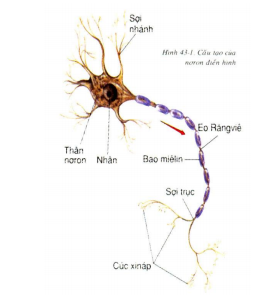 Sợi
nhánh
Hình 43-1. Cấu tạo của
nơron điển hình
Eo Răngviê
Thân
nơron
Nhân
Bao miêlin
Sợi trục
Cúc xináp